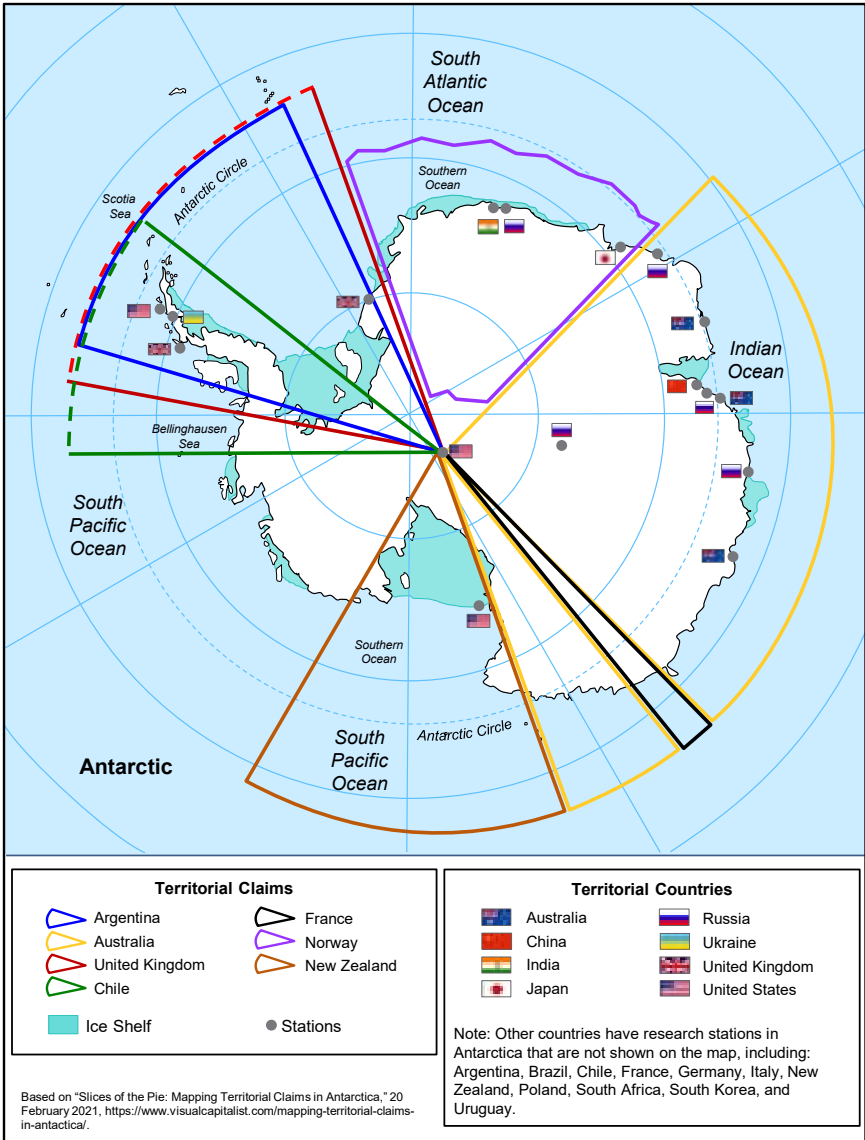 South
Atlantic
Ocean
Antarctic Circle
Southern
Ocean
Scotia
Sea
Indian
Ocean
Bellinghausen
Sea
South
Pacific
Ocean
Southern
Ocean
South
Pacific
Ocean
Antarctic Circle
Antarctic
Territorial Claims
Argentina
Australia
United Kingdom
Chile
France
Norway
New Zealand
Ice Shelf
Stations
Based on “Slices of the Pie: Mapping Territorial Claims in Antarctica,” 20
February 2021, https://www.visualcapitalist.com/mapping-territorial-claims-
in-antactica/.
Territorial Countries
Australia
China
India
Japan
Russia
Ukraine
United Kingdom
United States
Note: Other countries have research stations in
Antarctica that are not shown on the map, including:
Argentina, Brazil, Chile, France, Germany, Italy, New
Zealand, Poland, South Africa, South Korea, and
Uruguay.